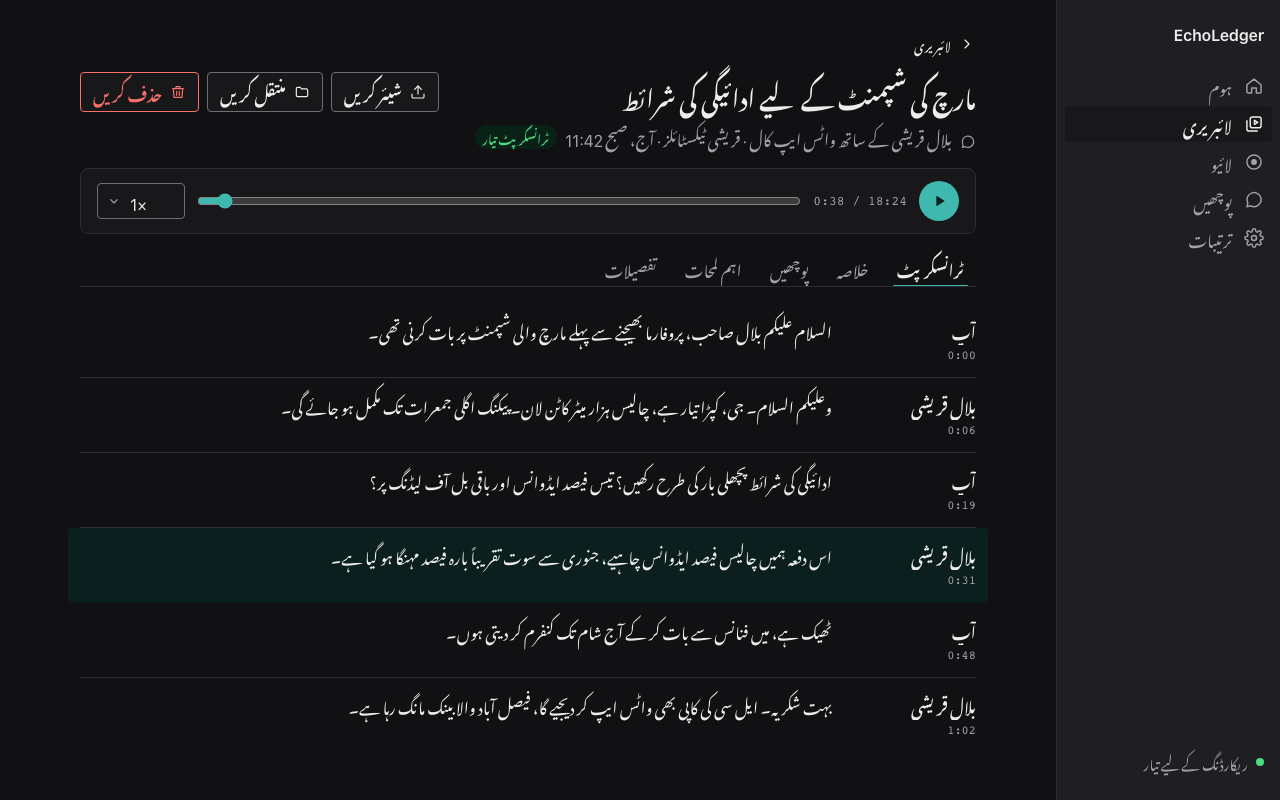 EchoLedger
ہوم
لائبریری
لائیو
پوچھیں
ترتیبات
ریکارڈنگ کے لیے تیار
لائبریری
مارچ کی شپمنٹ کے لیے ادائیگی کی شرائط
شیئر کریں
منتقل کریں
حذف کریں
بلال قریشی کے ساتھ واٹس ایپ کال · قریشی ٹیکسٹائلز · آج، صبح 11:42
ٹرانسکرپٹ تیار
0:38 / 18:24
1×
ٹرانسکرپٹ
خلاصہ
پوچھیں
اہم لمحات
تفصیلات
آپ
0:00
السلام علیکم بلال صاحب، پروفارما بھیجنے سے پہلے مارچ والی شپمنٹ پر بات کرنی تھی۔
بلال قریشی
0:06
وعلیکم السلام۔ جی، کپڑا تیار ہے، چالیس ہزار میٹر کاٹن لان۔ پیکنگ اگلی جمعرات تک مکمل ہو جائے گی۔
آپ
0:19
ادائیگی کی شرائط پچھلی بار کی طرح رکھیں؟ تیس فیصد ایڈوانس اور باقی بل آف لیڈنگ پر؟
بلال قریشی
0:31
اس دفعہ ہمیں چالیس فیصد ایڈوانس چاہیے، جنوری سے سوت تقریباً بارہ فیصد مہنگا ہو گیا ہے۔
آپ
0:48
ٹھیک ہے، میں فنانس سے بات کر کے آج شام تک کنفرم کر دیتی ہوں۔
بلال قریشی
1:02
بہت شکریہ۔ ایل سی کی کاپی بھی واٹس ایپ کر دیجیے گا، فیصل آباد والا بینک مانگ رہا ہے۔